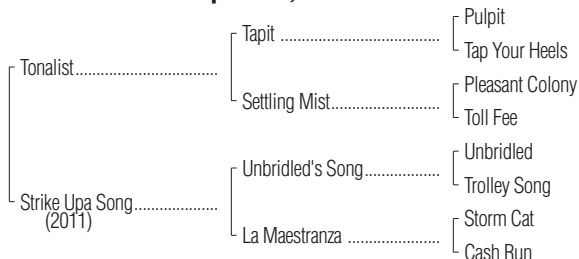 Pulpit
Tapit ..............................
Tap Your Heels
Tonalist..................................
Pleasant Colony
Settling Mist.........................
Toll Fee
Unbridled
Unbridled's Song.................
Trolley Song
Strike Upa Song....................
(2011)
Storm Cat
La Maestranza .....................
Cash Run